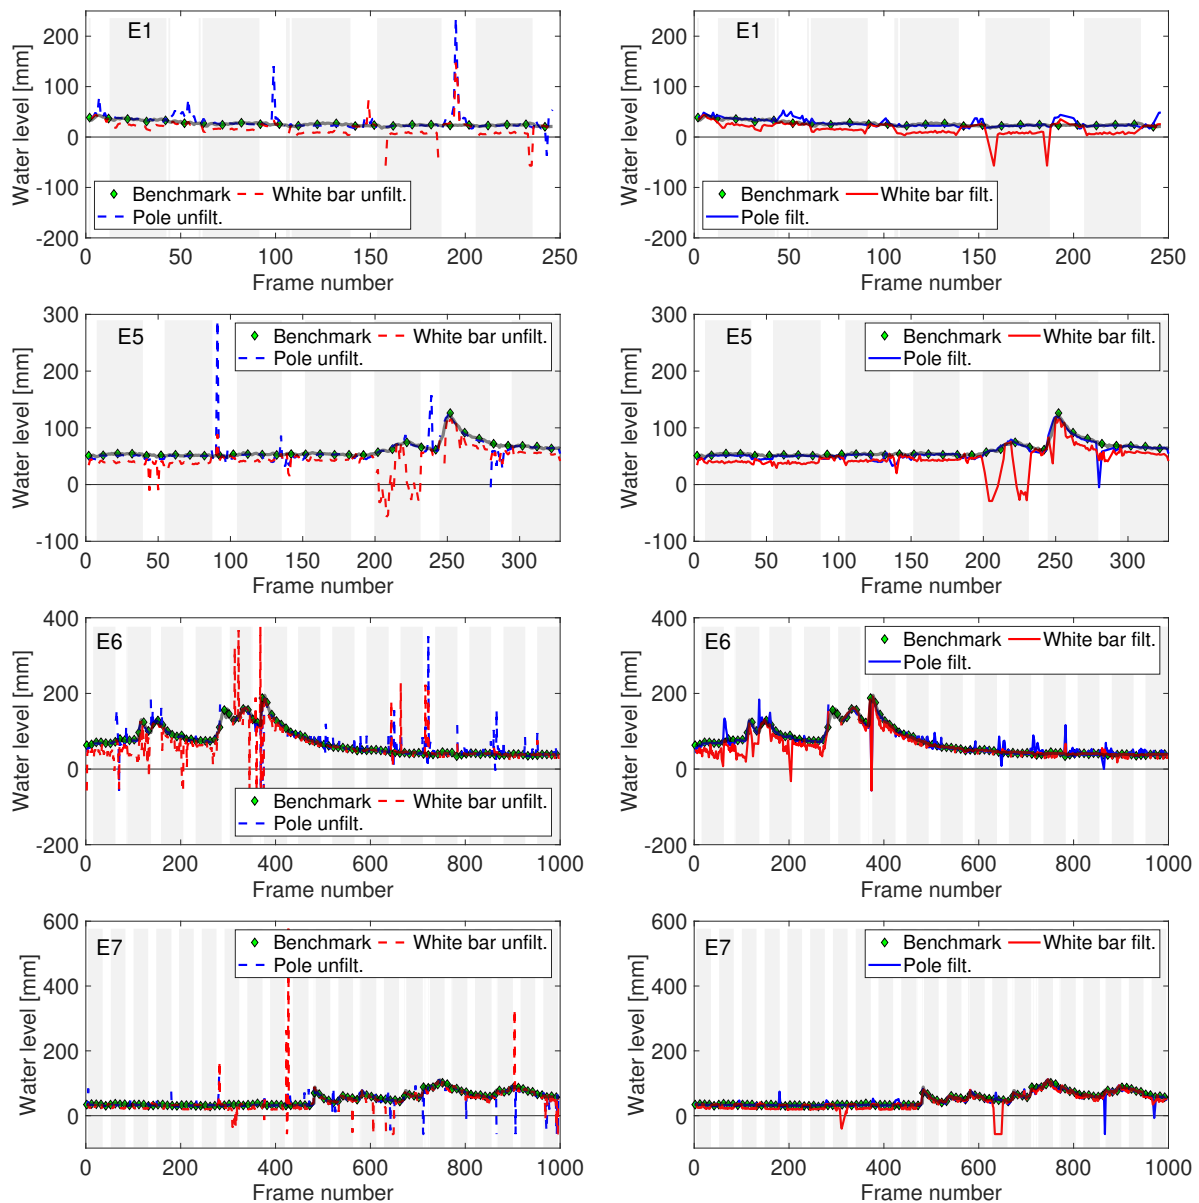 E1
Water level [mm]
200
100
0
-100
-200
Benchmark
White bar unfilt.
Pole unfilt.
0 50 100 150 200 250
Frame number
E1
Water level [mm]
200
100
0
-100
-200
Benchmark
White bar filt.
Pole filt.
0 50 100 150 200 250
Frame number
E5
Water level [mm]
300
200
100
0
-100
Benchmark
White bar unfilt.
Pole unfilt.
0 50 100 150 200 250 300
Frame number
E5
Water level [mm]
300
200
100
0
-100
Benchmark
White bar filt.
Pole filt.
0 50 100 150 200 250 300
Frame number
E6
Water level [mm]
400
200
0
-200
Benchmark
White bar unfilt.
Pole unfilt.
0 200 400 600 800 1000
Frame number
E6
Water level [mm]
400
200
0
-200
Benchmark
White bar filt.
Pole filt.
0 200 400 600 800 1000
Frame number
E7
Water level [mm]
600
400
200
0
Benchmark
White bar unfilt.
Pole unfilt.
0 200 400 600 800 1000
Frame number
E7
Water level [mm]
600
400
200
0
Benchmark
White bar filt.
Pole filt.
0 200 400 600 800 1000
Frame number